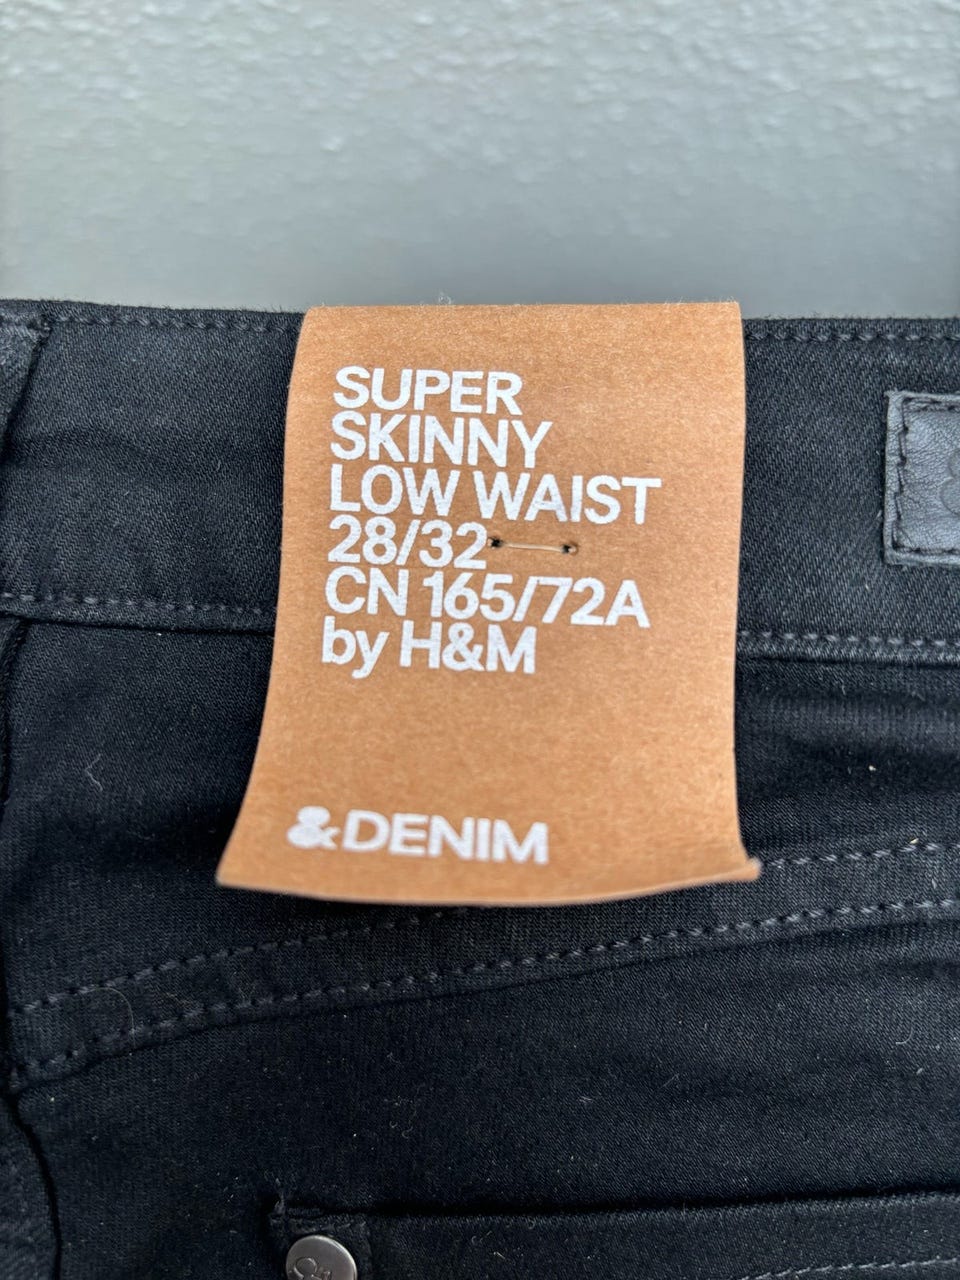 SUPER
SKINNY
LOW WAIST
28/32
CN 165/72A
by H&M
&DENIM